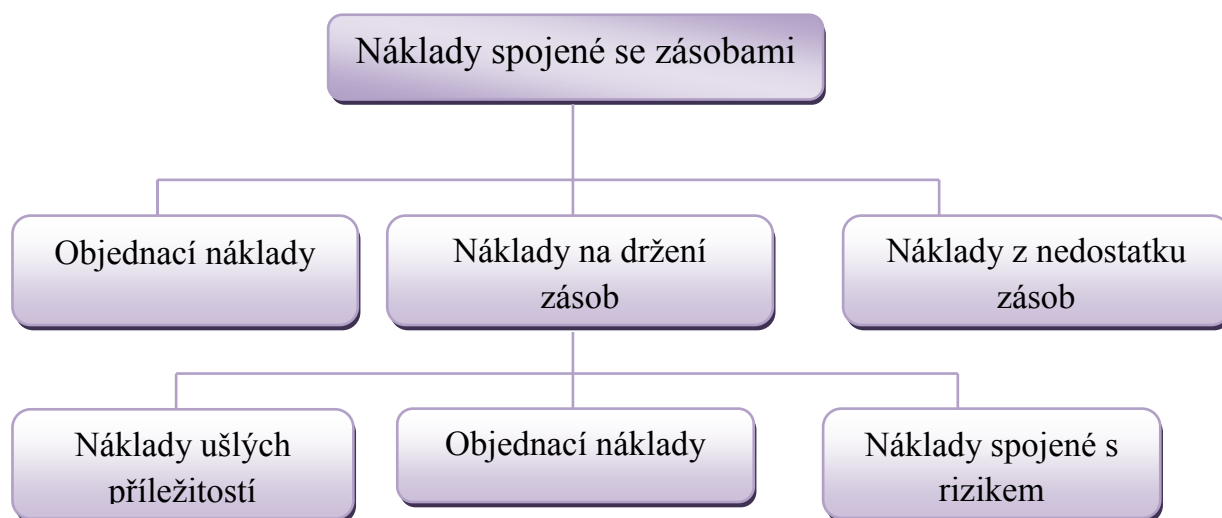 Náklady spojené se zásobami
Objednací náklady
Náklady na držení
zásob
Náklady z nedostatku
zásob
Náklady ušlých
příležitostí
Objednací náklady
Náklady spojené s
rizikem